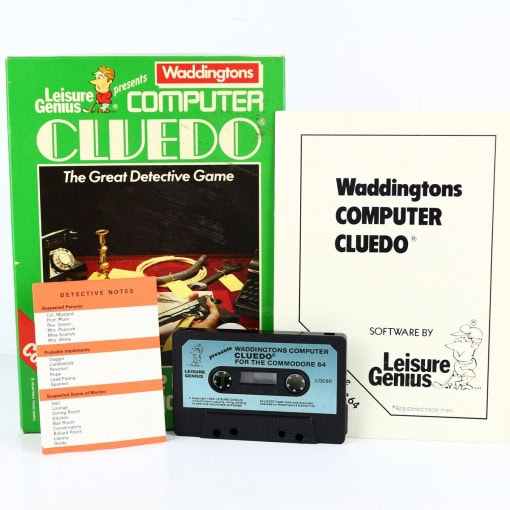 Waddingtons
Leisure
Genius
®
presents
COMPUTER
CLUEDO®
The Great Detective Game
DETECTIVE NOTES
Suspected Persons:
Col. Mustard
Prof. Plum
Rev. Green
Mrs. Peacock
Miss Scarlett
Mrs. White
Probable Implements:
Dagger
Candlestick
Revolver
Rope
Lead Piping
Spanner
Suspected Scene of Murder
Hall
Lounge
Dining Room
Kitchen
Ball Room
Conservatory
Billiard Room
Library
Study
presents
WADDINGTONS COMPUTER
CLUEDO®
FOR THE COMMODORE 64
LEISURE
GENIUS
Waddingtons
COMPUTER
CLUEDO®
SOFTWARE BY
Leisure
Genius
®
*Registered trade mark
64